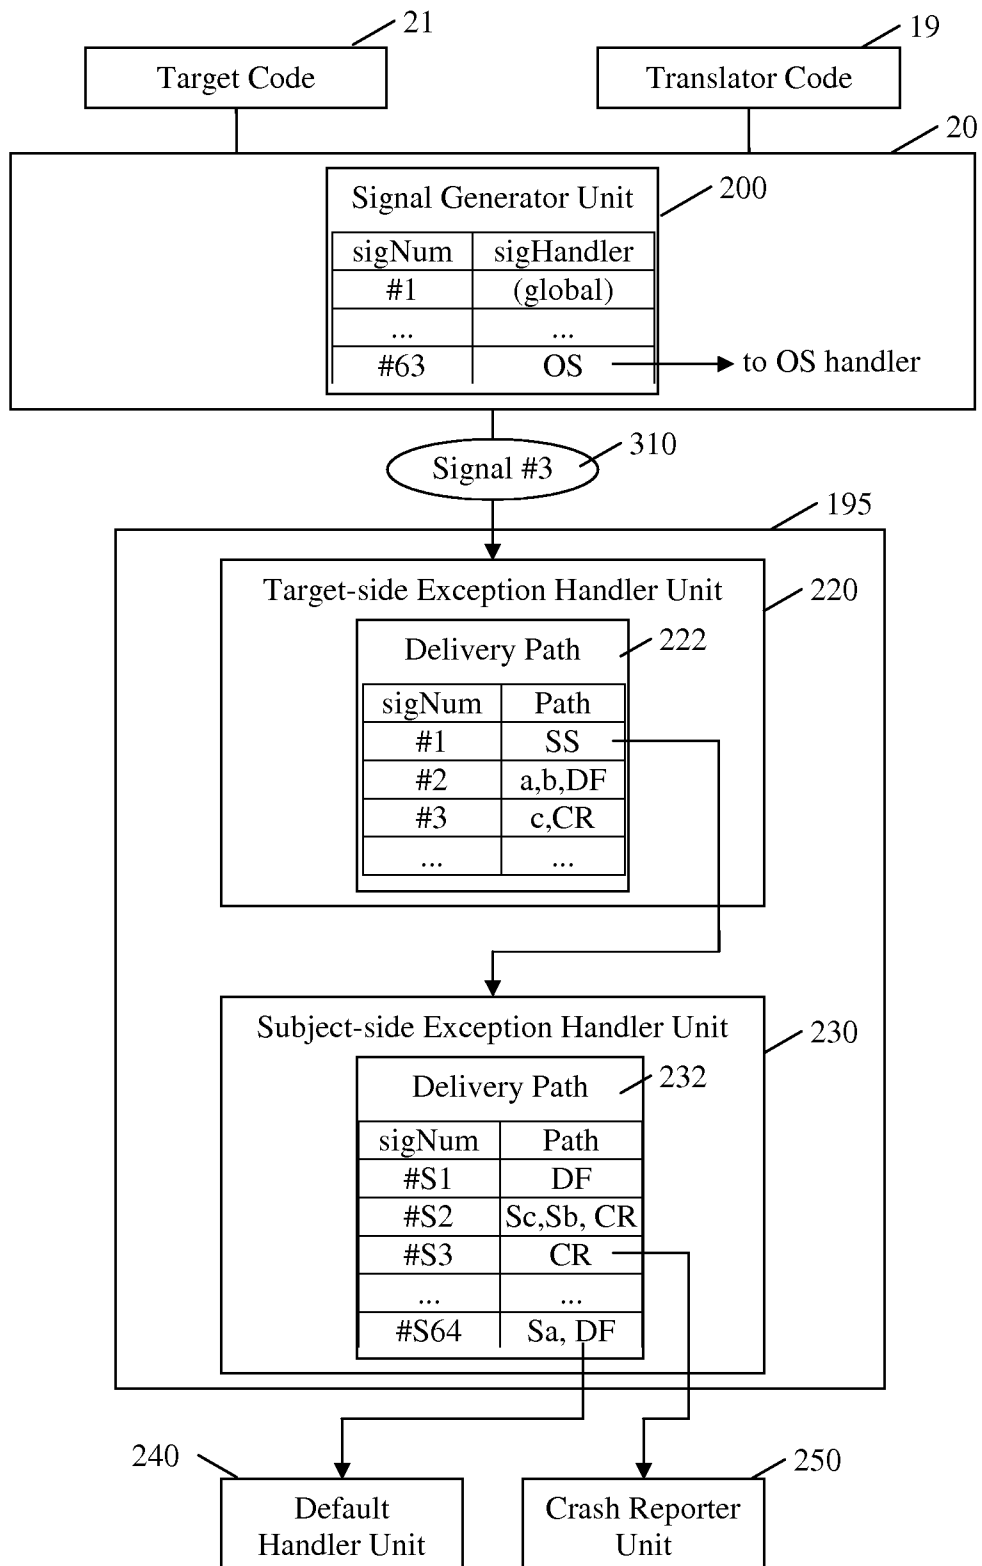 21
19
Target Code
Translator Code
20
Signal Generator Unit
200
sigNum sigHandler
#1 (global)
... ...
#63 OS to OS handler
Signal #3
310
195
Target-side Exception Handler Unit
220
Delivery Path
222
sigNum Path
#1 SS
#2 a,b,DF
#3 c,CR
... ...
Subject-side Exception Handler Unit
230
Delivery Path
232
sigNum Path
#S1 DF
#S2 Sc,Sb, CR
#S3 CR
... ...
#S64 Sa, DF
240
250
Default
Handler Unit
Crash Reporter
Unit